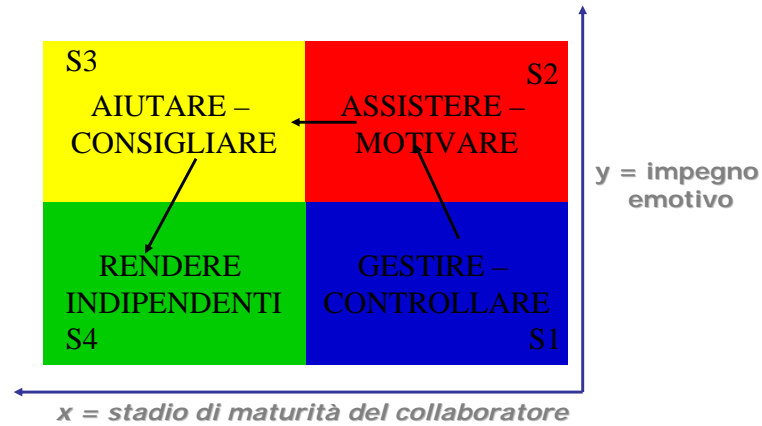 S3
AIUTARE –
CONSIGLIARE
S2
ASSISTERE –
MOTIVARE
y = impegno
emotivo
RENDERE
INDIPENDENTI
S4
GESTIRE –
CONTROLLARE
S1
x = stadio di maturità del collaboratore